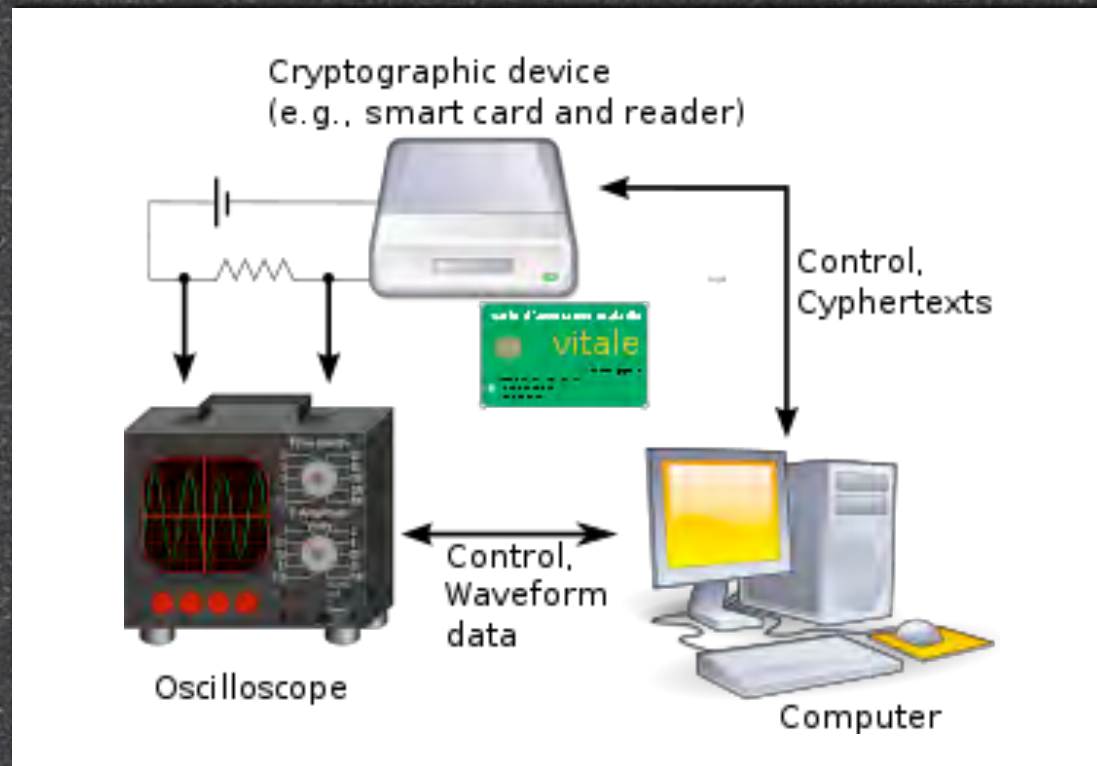 Cryptographic device
(e.g., smart card and reader)
Control,
Cyphertexts
vitale
Control,
Waveform
data
Oscilloscope
Computer